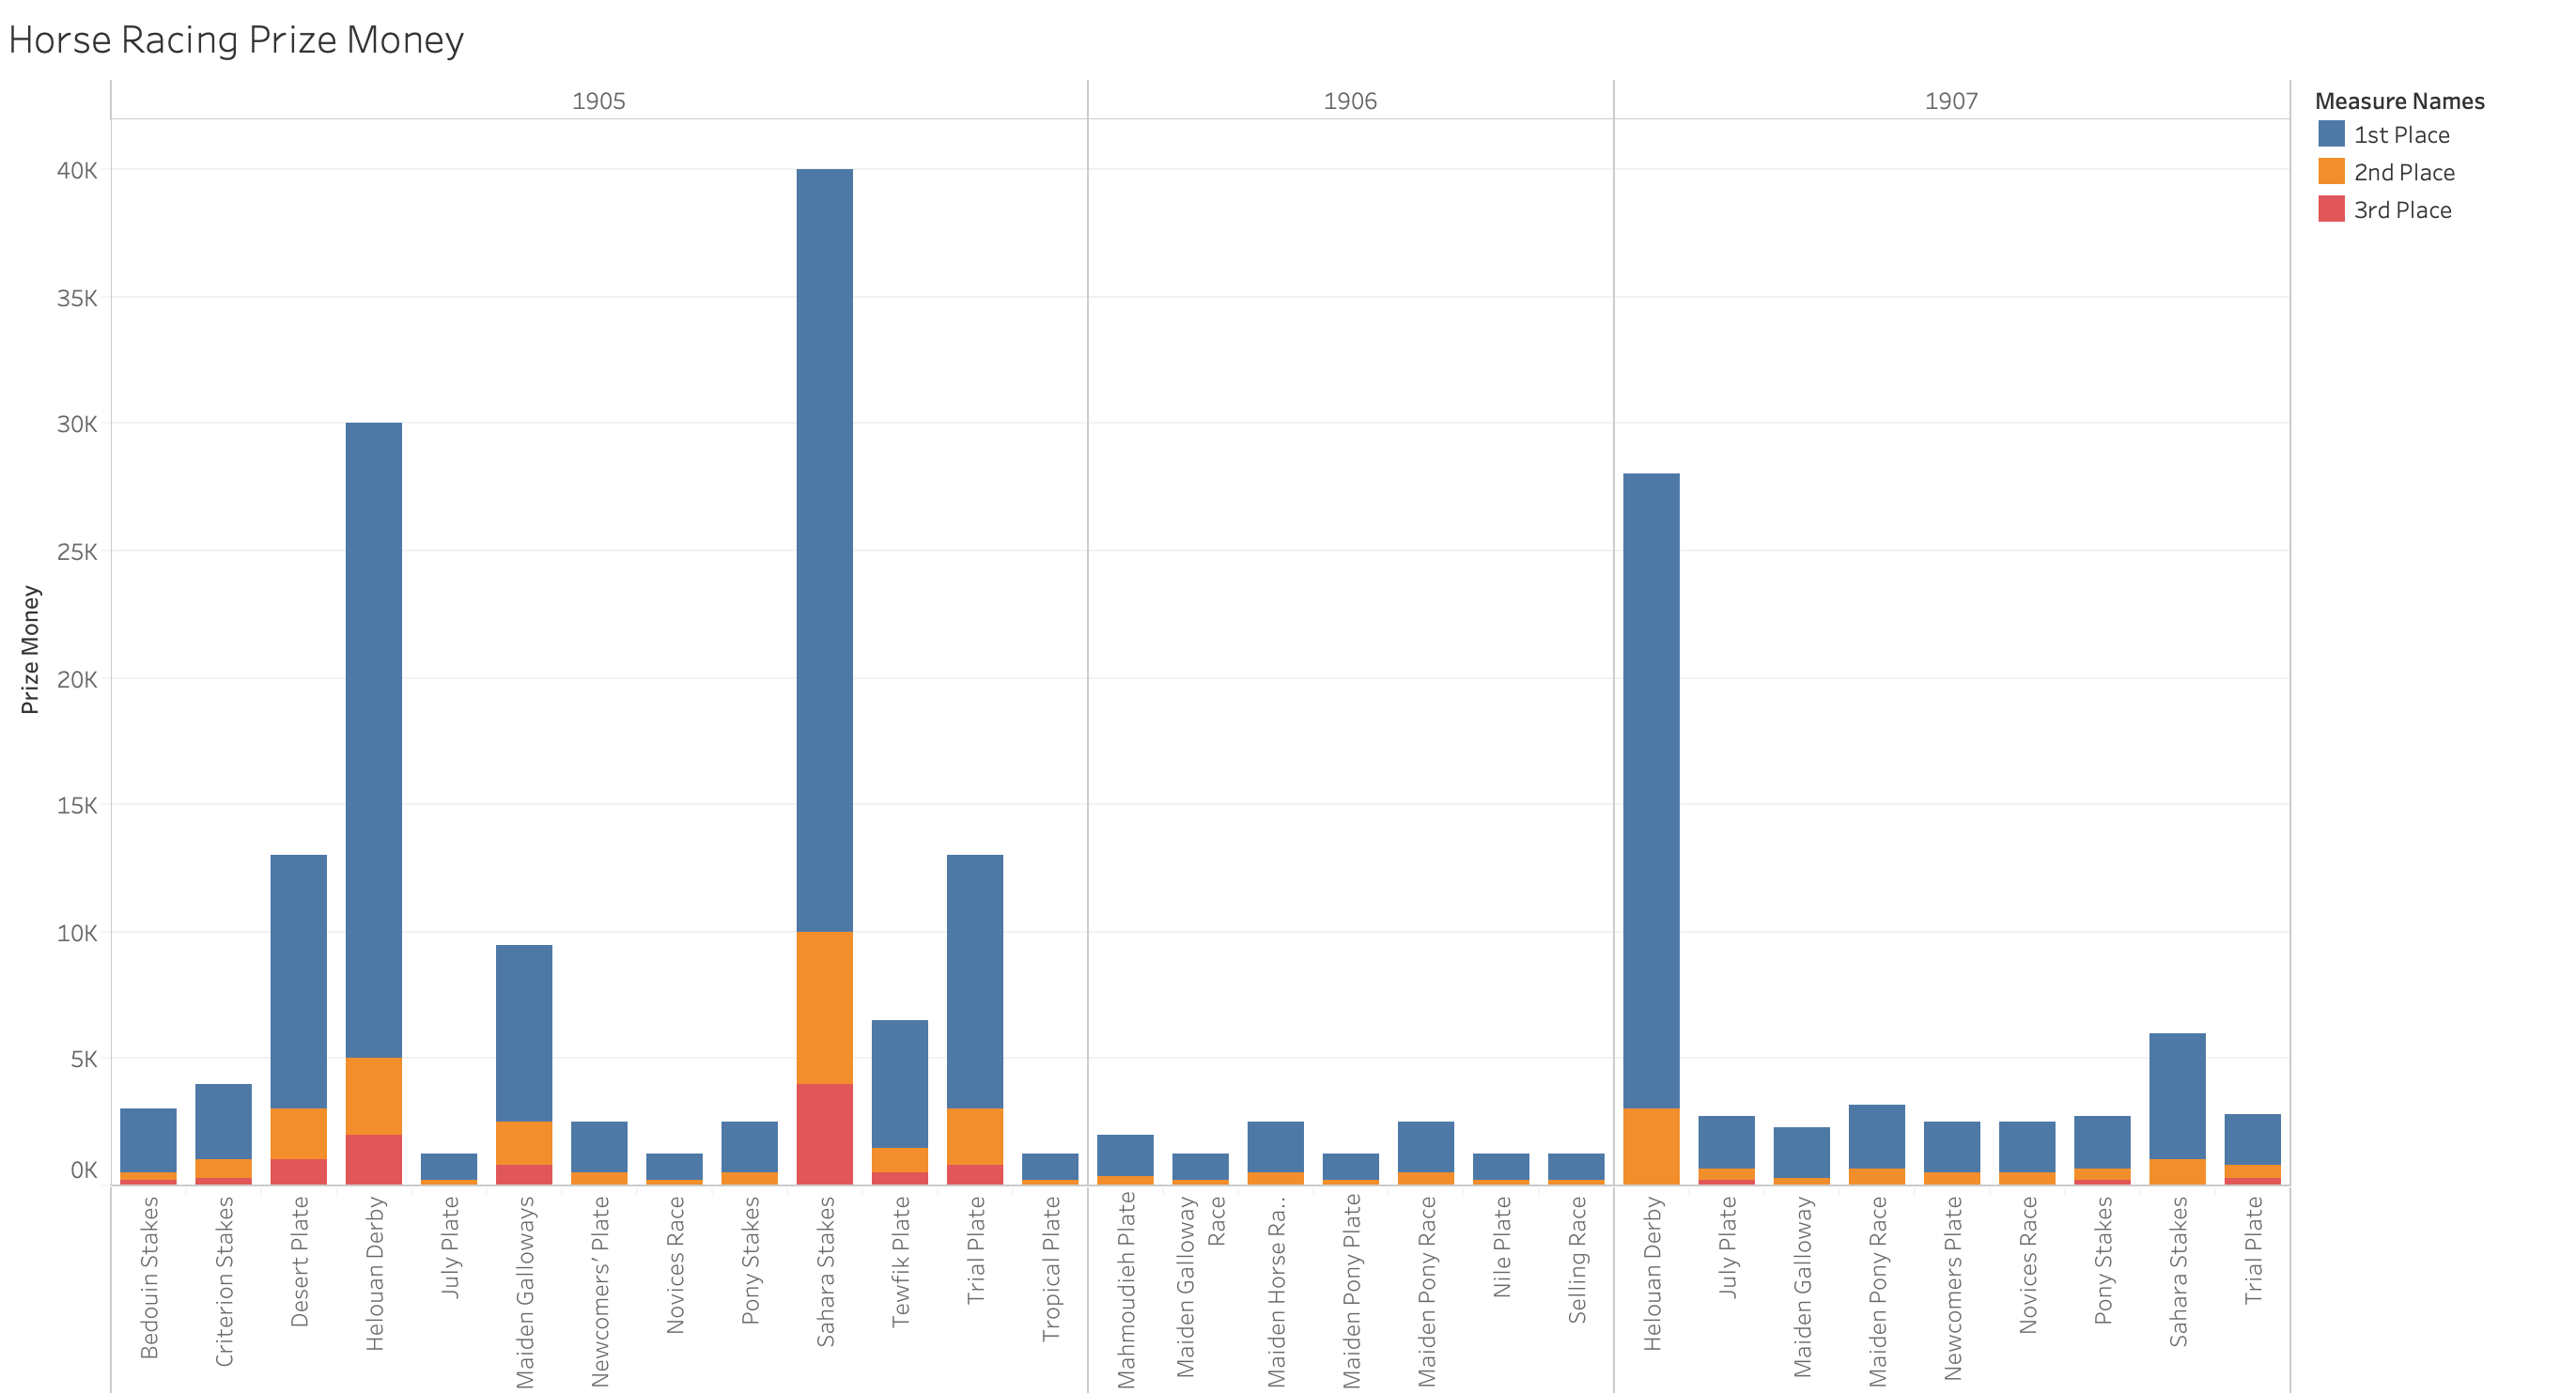 Horse Racing Prize Money
1905
1906
1907
Measure Names
1st Place
2nd Place
3rd Place
Prize Money
40K
35K
30K
25K
20K
15K
10K
5K
0K
Bedouin Stakes
Criterion Stakes
Desert Plate
Helouan Derby
July Plate
Maiden Galloways
Newcomers’ Plate
Novices Race
Pony Stakes
Sahara Stakes
Tewfik Plate
Trial Plate
Tropical Plate
Mahmoudieh Plate
Maiden Galloway
Race
Maiden Horse Ra..
Maiden Pony Plate
Maiden Pony Race
Nile Plate
Selling Race
Helouan Derby
July Plate
Maiden Galloway
Maiden Pony Race
Newcomers Plate
Novices Race
Pony Stakes
Sahara Stakes
Trial Plate